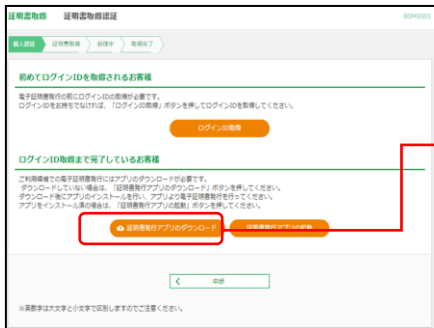 証明書取得 証明書取得認証
BSMS001
個人認証 証明書取得 処理中 取得完了
初めてログインIDを取得されるお客様
電子証明書発行の前にログインIDの取得が必要です。
ログインIDをお持ちでなければ、「ログインID取得」ボタンを押してログインIDを取得してください。
ログインID取得
ログインID取得まで完了しているお客様
ご利用環境での電子証明書発行にはアプリのダウンロードが必要です。
ダウンロードしていない場合は、「証明書発行アプリのダウンロード」ボタンを押してください。
ダウンロード後にアプリのインストールを行い、アプリより電子証明書発行を行ってください。
アプリをインストール済の場合は、「証明書発行アプリの起動」ボタンを押してください。
証明書発行アプリのダウンロード 証明書発行アプリの起動
中断
※英数字は大文字と小文字で区別しますのでご注意ください。